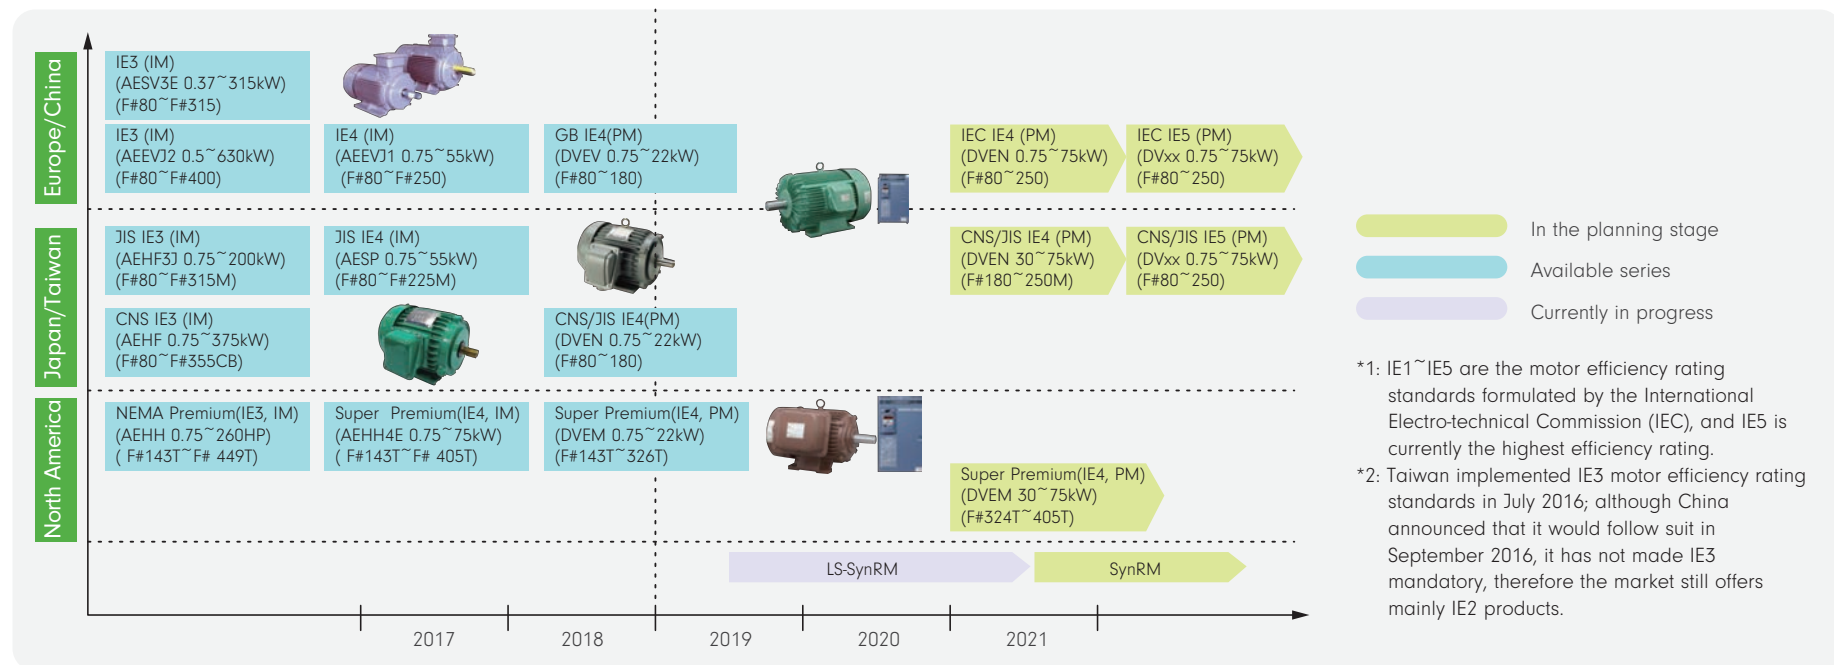 Europe/China
IE3 (IM)
(AESV3E 0.37~315kW)
(F#80~F#315)
IE3 (IM)
(AEEVJ2 0.5~630kW)
(F#80~F#400)
IE4 (IM)
(AEEVJ1 0.75~55kW)
(F#80~F#250)
GB IE4(PM)
(DVEV 0.75~22kW)
(F#80~180)
IEC IE4 (PM)
(DVEN 0.75~75kW)
(F#80~250)
IEC IE5 (PM)
(DVxx 0.75~75kW)
(F#80~250)
Japan/Taiwan
JIS IE3 (IM)
(AEHF3J 0.75~200kW)
(F#80~F#315M)
JIS IE4 (IM)
(AESP 0.75~55kW)
(F#80~F#225M)
CNS/JIS IE4 (PM)
(DVEN 30~75kW)
(F#180~250M)
CNS/JIS IE5 (PM)
(DVxx 0.75~75kW)
(F#80~250)
CNS IE3 (IM)
(AEHF 0.75~375kW)
(F#80~F#355CB)
CNS/JIS IE4(PM)
(DVEN 0.75~22kW)
(F#80~180)
North America
NEMA Premium(IE3, IM)
(AEHH 0.75~260HP)
( F#143T~F# 449T)
Super  Premium(IE4, IM)
(AEHH4E 0.75~75kW)
( F#143T~F# 405T)
Super Premium(IE4, PM)
(DVEM 0.75~22kW)
(F#143T~326T)
Super Premium(IE4, PM)
(DVEM 30~75kW)
(F#324T~405T)
LS-SynRM
SynRM
2017
2018
2019
2020
2021
In the planning stage
Available series
Currently in progress
*1: IE1~IE5 are the motor efficiency rating
standards formulated by the International
Electro-technical Commission (IEC), and IE5 is
currently the highest efficiency rating.
*2: Taiwan implemented IE3 motor efficiency rating
standards in July 2016; although China
announced that it would follow suit in
September 2016, it has not made IE3
mandatory, therefore the market still offers
mainly IE2 products.